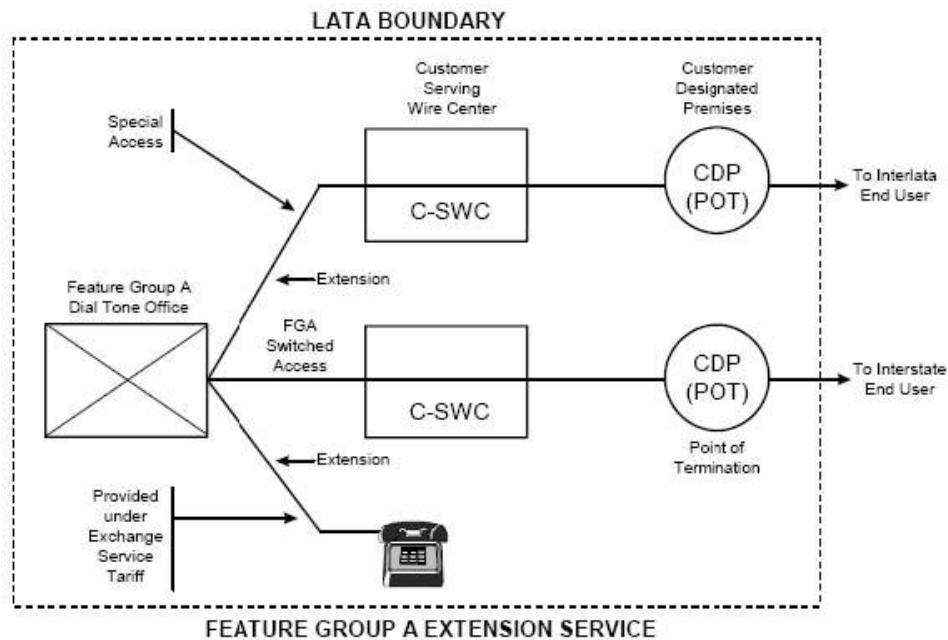 LATA BOUNDARY
Customer
Serving
Wire Center
Customer
Designated
Premises
Special
Access
C-SWC
CDP
(POT)
To Interlata
End User
Extension
Feature Group A
Dial Tone Office
FGA
Switched
Access
C-SWC
CDP
(POT)
To Interstate
End User
Extension
Point of
Termination
Provided
under
Exchange
Service
Tariff
FEATURE GROUP A EXTENSION SERVICE